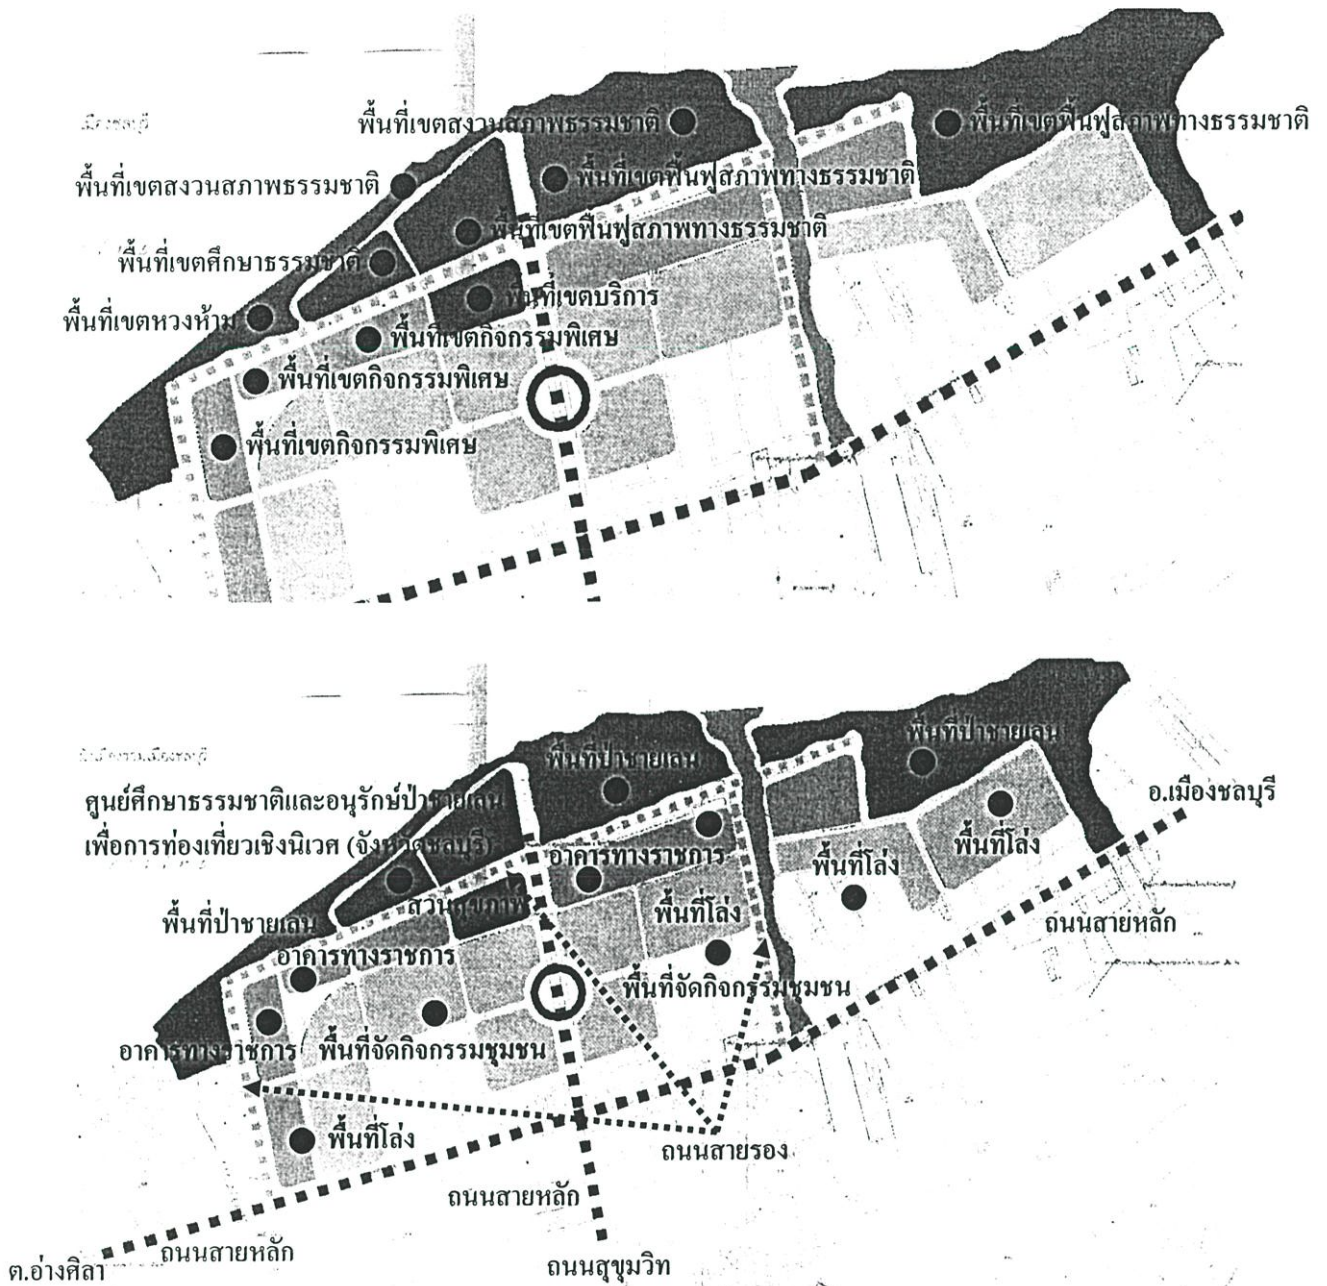 เมืองชลบุรี
พื้นที่เขตสงวนสภาพธรรมชาติ
พื้นที่เขตฟื้นฟูสภาพทางธรรมชาติ
พื้นที่เขตสงวนสภาพธรรมชาติ
พื้นที่เขตฟื้นฟูสภาพทางธรรมชาติ
พื้นที่เขตฟื้นฟูสภาพทางธรรมชาติ
พื้นที่เขตศึกษาธรรมชาติ
พื้นที่เขตบริการ
พื้นที่เขตหวงห้าม
พื้นที่เขตกิจกรรมพิเศษ
พื้นที่เขตกิจกรรมพิเศษ
พื้นที่เขตกิจกรรมพิเศษ
พื้นที่ป่าชายเลน
พื้นที่ป่าชายเลน
ศูนย์ศึกษาธรรมชาติและอนุรักษ์ป่าชายเลน
เพื่อการท่องเที่ยวเชิงนิเวศ (จังหวัดชลบุรี)
อ.เมืองชลบุรี
อาคารทางราชการ
พื้นที่โล่ง
พื้นที่โล่ง
สวนสุขภาพ
พื้นที่โล่ง
พื้นที่ป่าชายเลน
ถนนสายหลัก
อาคารทางราชการ
พื้นที่จัดกิจกรรมชุมชน
อาคารทางราชการ
พื้นที่จัดกิจกรรมชุมชน
พื้นที่โล่ง
ถนนสายรอง
ถนนสายหลัก
ถนนสายหลัก
ต.อ่างศิลา
ถนนสุขุมวิท